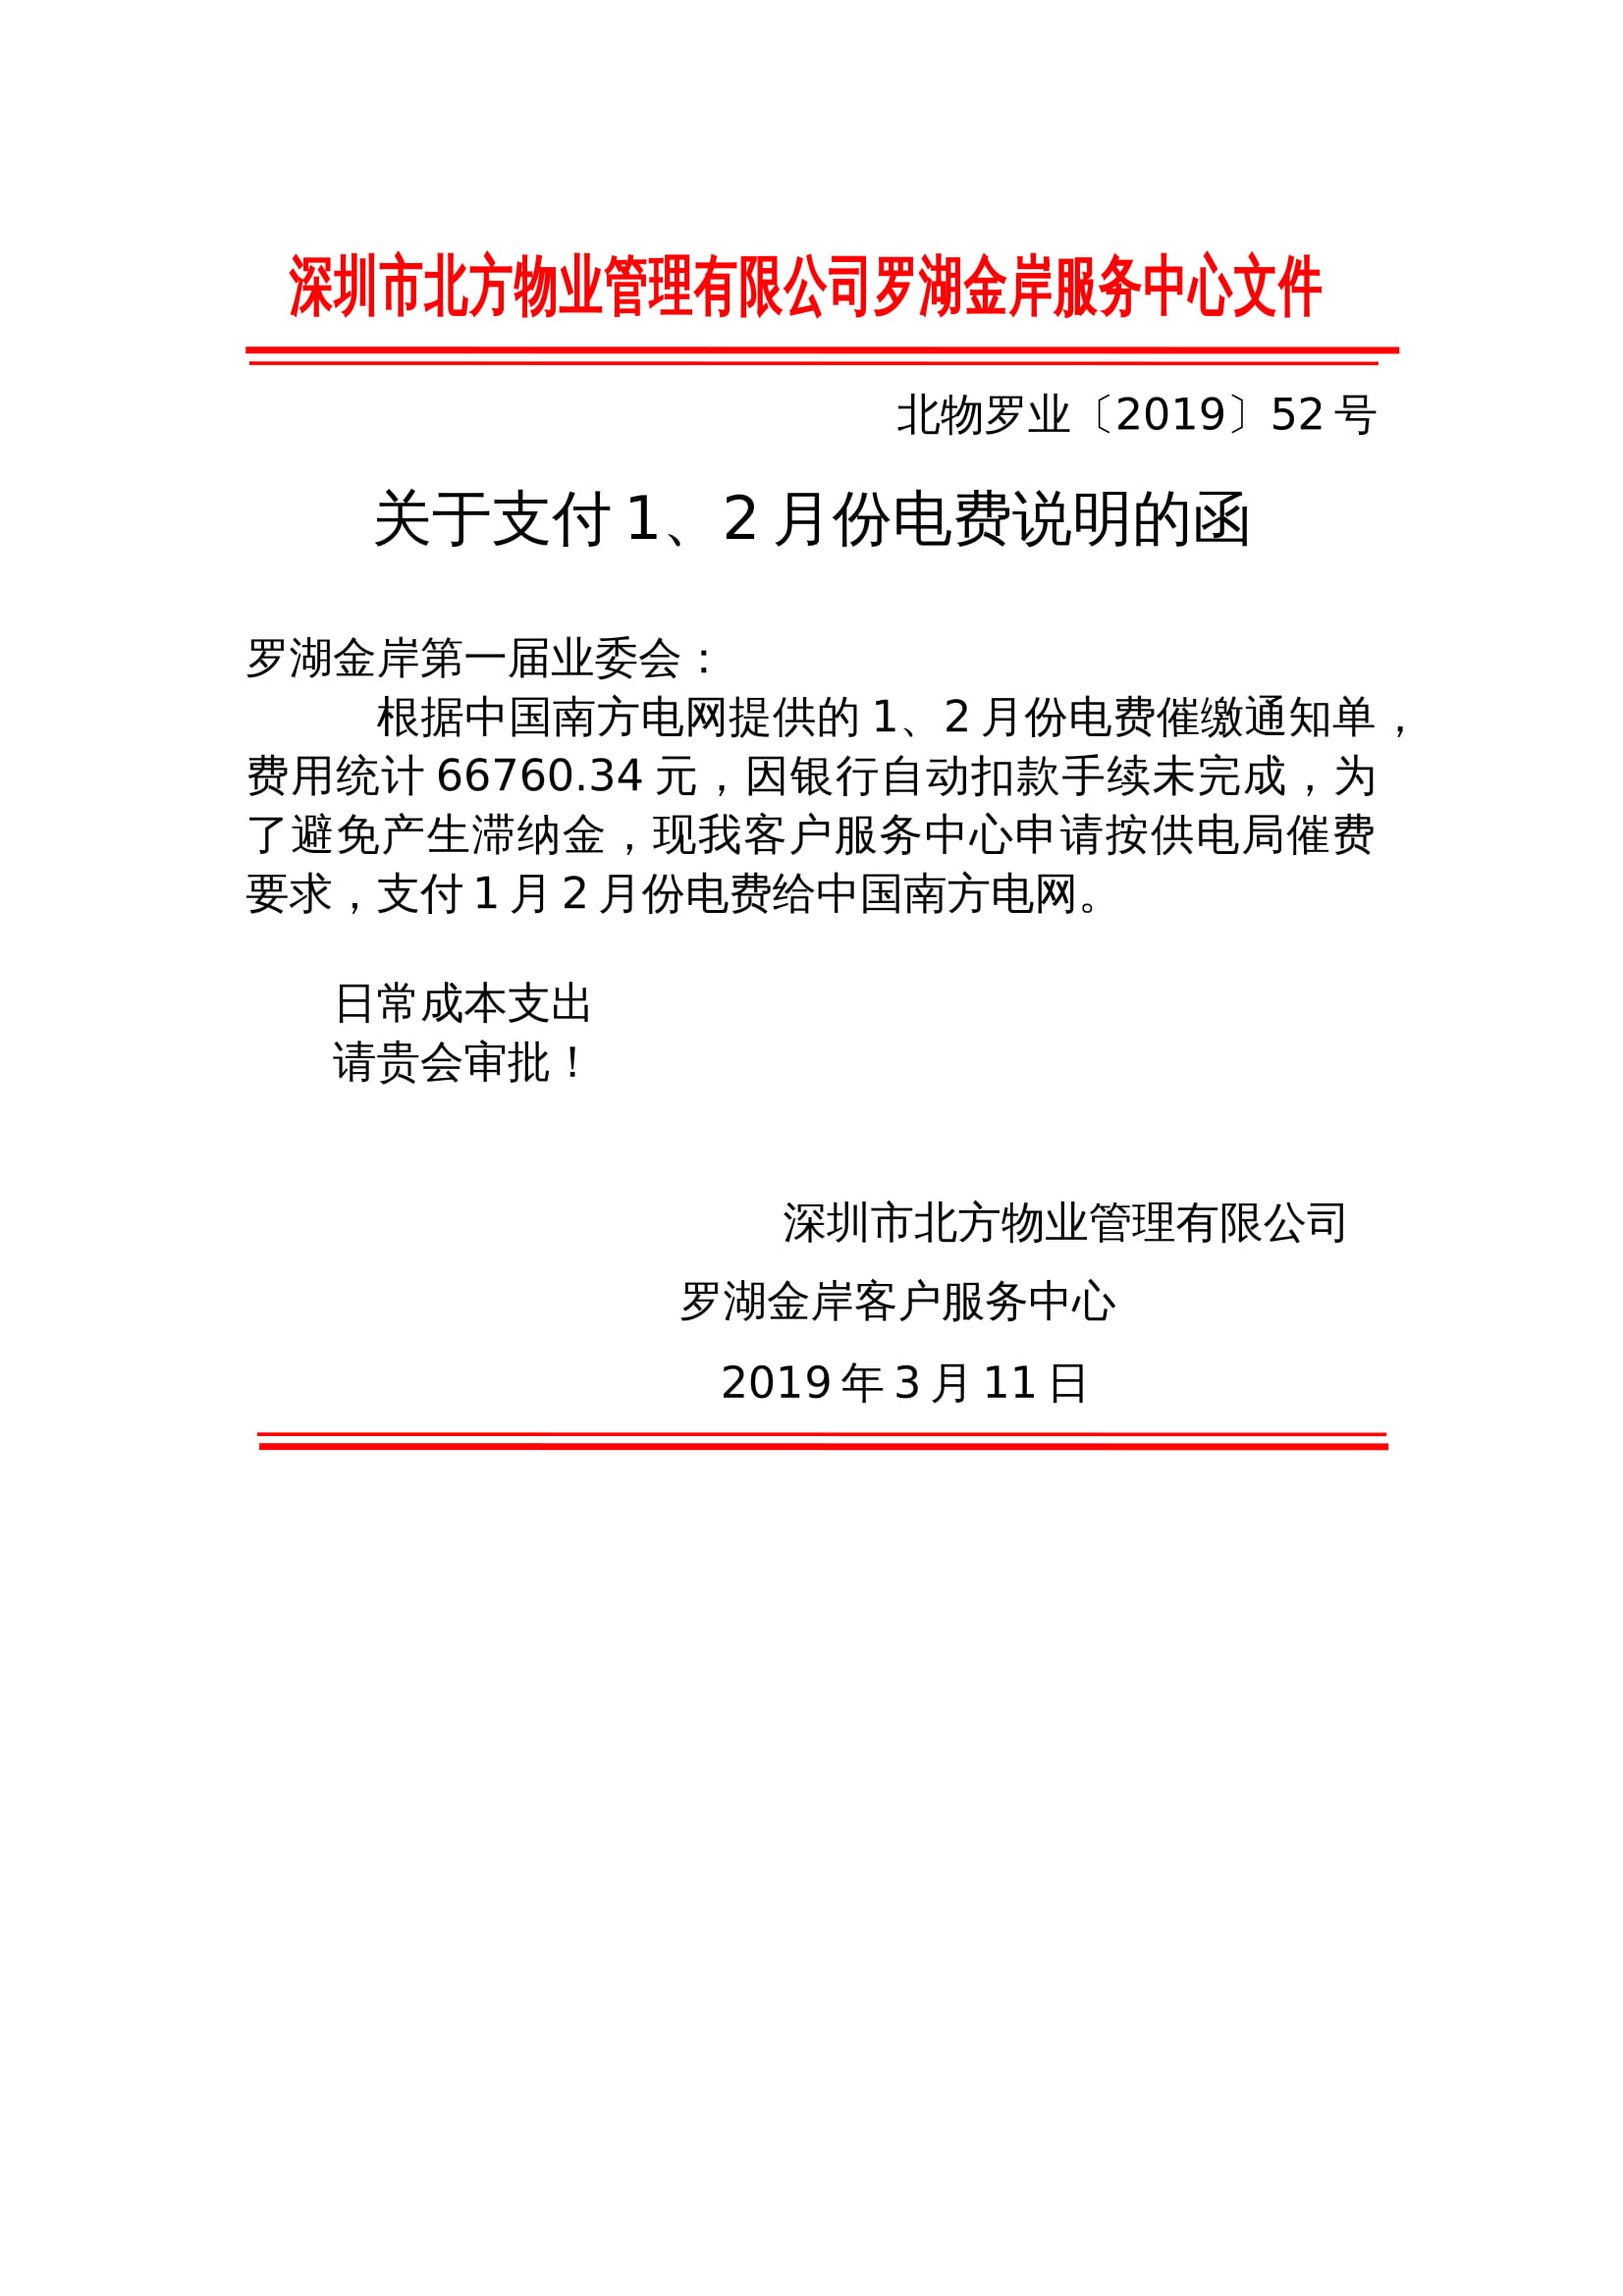 深圳市北方物业管理有限公司罗湖金岸服务中心文件
北物罗业〔2019〕52 号
关于支付 1、2 月份电费说明的函
罗湖金岸第一届业委会：
根据中国南方电网提供的 1、2 月份电费催缴通知单，
费用统计 66760.34 元，因银行自动扣款手续未完成，为
了避免产生滞纳金，现我客户服务中心申请按供电局催费
要求，支付 1 月 2 月份电费给中国南方电网。
日常成本支出
请贵会审批！
深圳市北方物业管理有限公司
罗湖金岸客户服务中心
2019 年 3 月 11 日